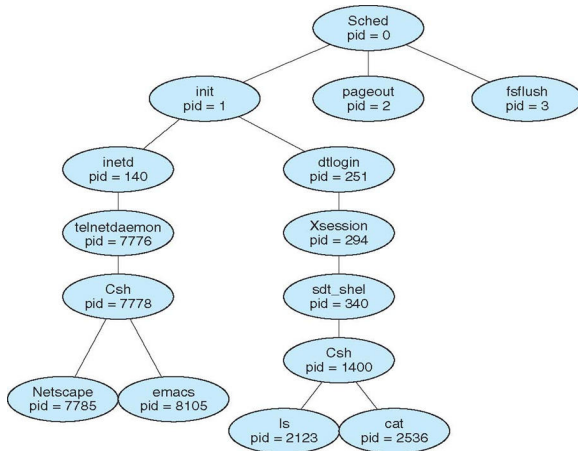 Sched
pid = 0
init
pid = 1
pageout
pid = 2
fsflush
pid = 3
inetd
pid = 140
dtlogin
pid = 251
telnetdaemon
pid = 7776
Xsession
pid = 294
Csh
pid = 7778
sdt_shel
pid = 340
Csh
pid = 1400
Netscape
pid = 7785
emacs
pid = 8105
ls
pid = 2123
cat
pid = 2536